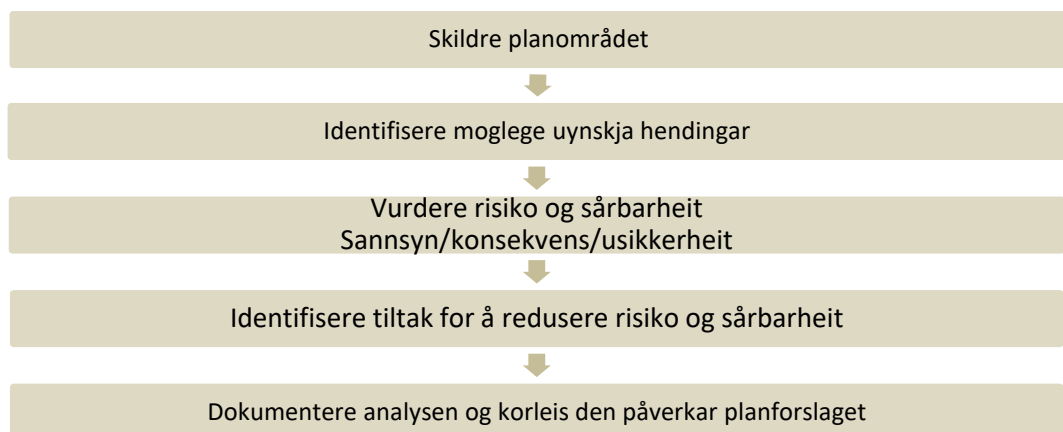 Skildre planområdet
Identifisere moglege uynskja hendingar
Vurdere risiko og sårbarheit
Sannsyn/konsekvens/usikkerheit
Identifisere tiltak for å redusere risiko og sårbarheit
Dokumentere analysen og korleis den påverkar planforslaget